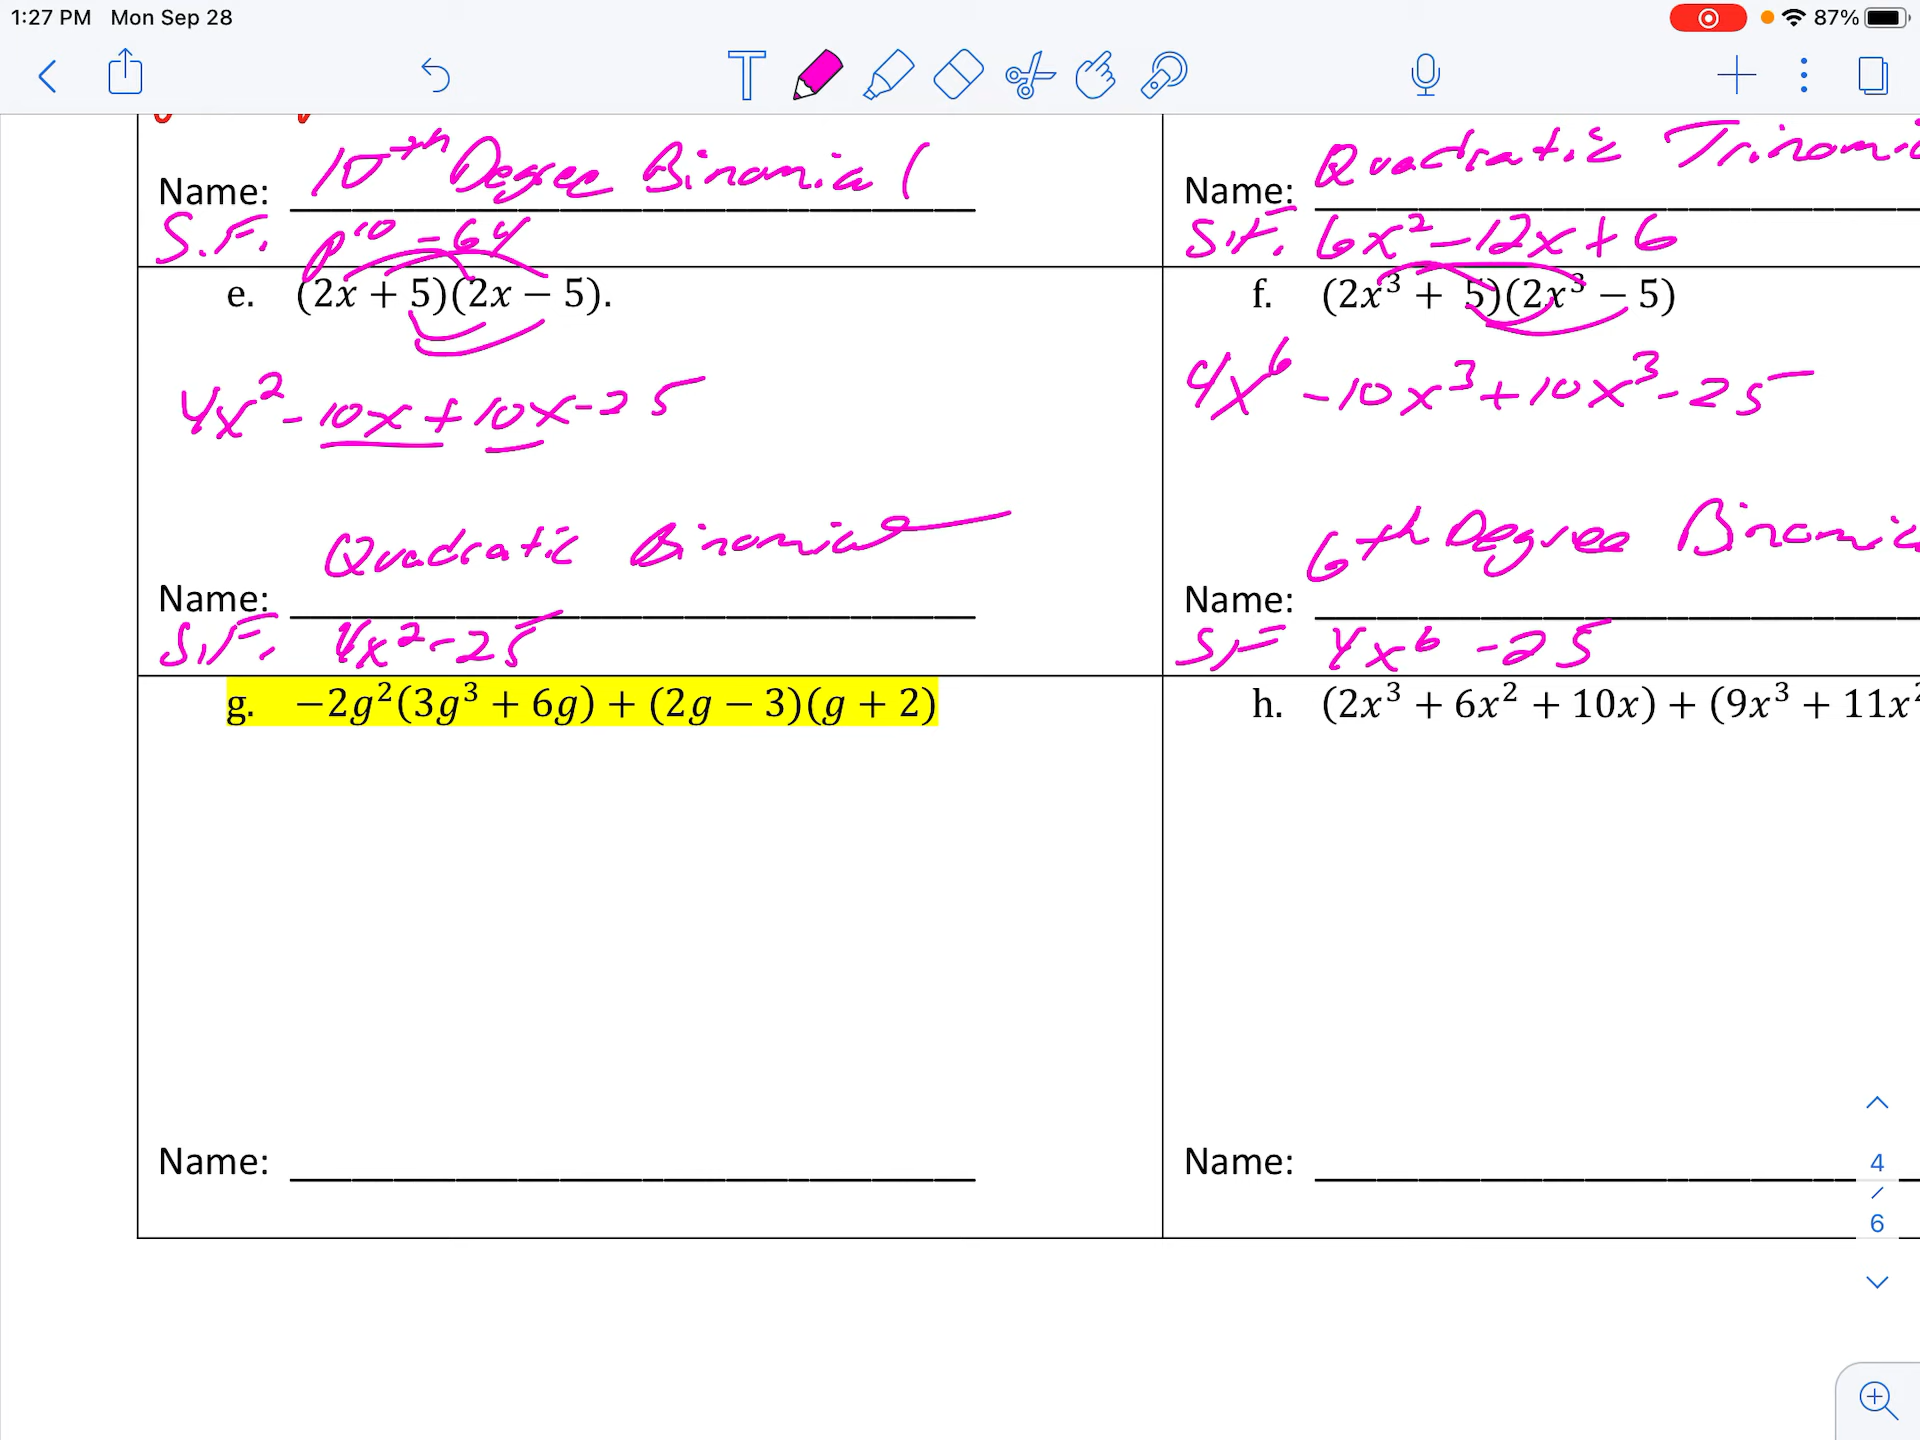 1:27 PM Mon Sep 28
87%
10th Degree Binomial
Name:
S.F. p¹⁰ - 64
Quadratic Trinomi
Name:
S.F. 6x² - 12x + 6
e. (2x + 5)(2x − 5).
4x² - 10x + 10x - 25
Quadratic Binomial
Name:
S.F. 4x² - 25
f. (2x³ + 5)(2x³ − 5)
4x⁶ - 10x³ + 10x³ - 25
6th Degree Binomia
Name:
S.F 4x⁶ - 25
g. −2g²(3g³ + 6g) + (2g − 3)(g + 2)
Name:
h. (2x³ + 6x² + 10x) + (9x³ + 11x²
Name:
4
/
6